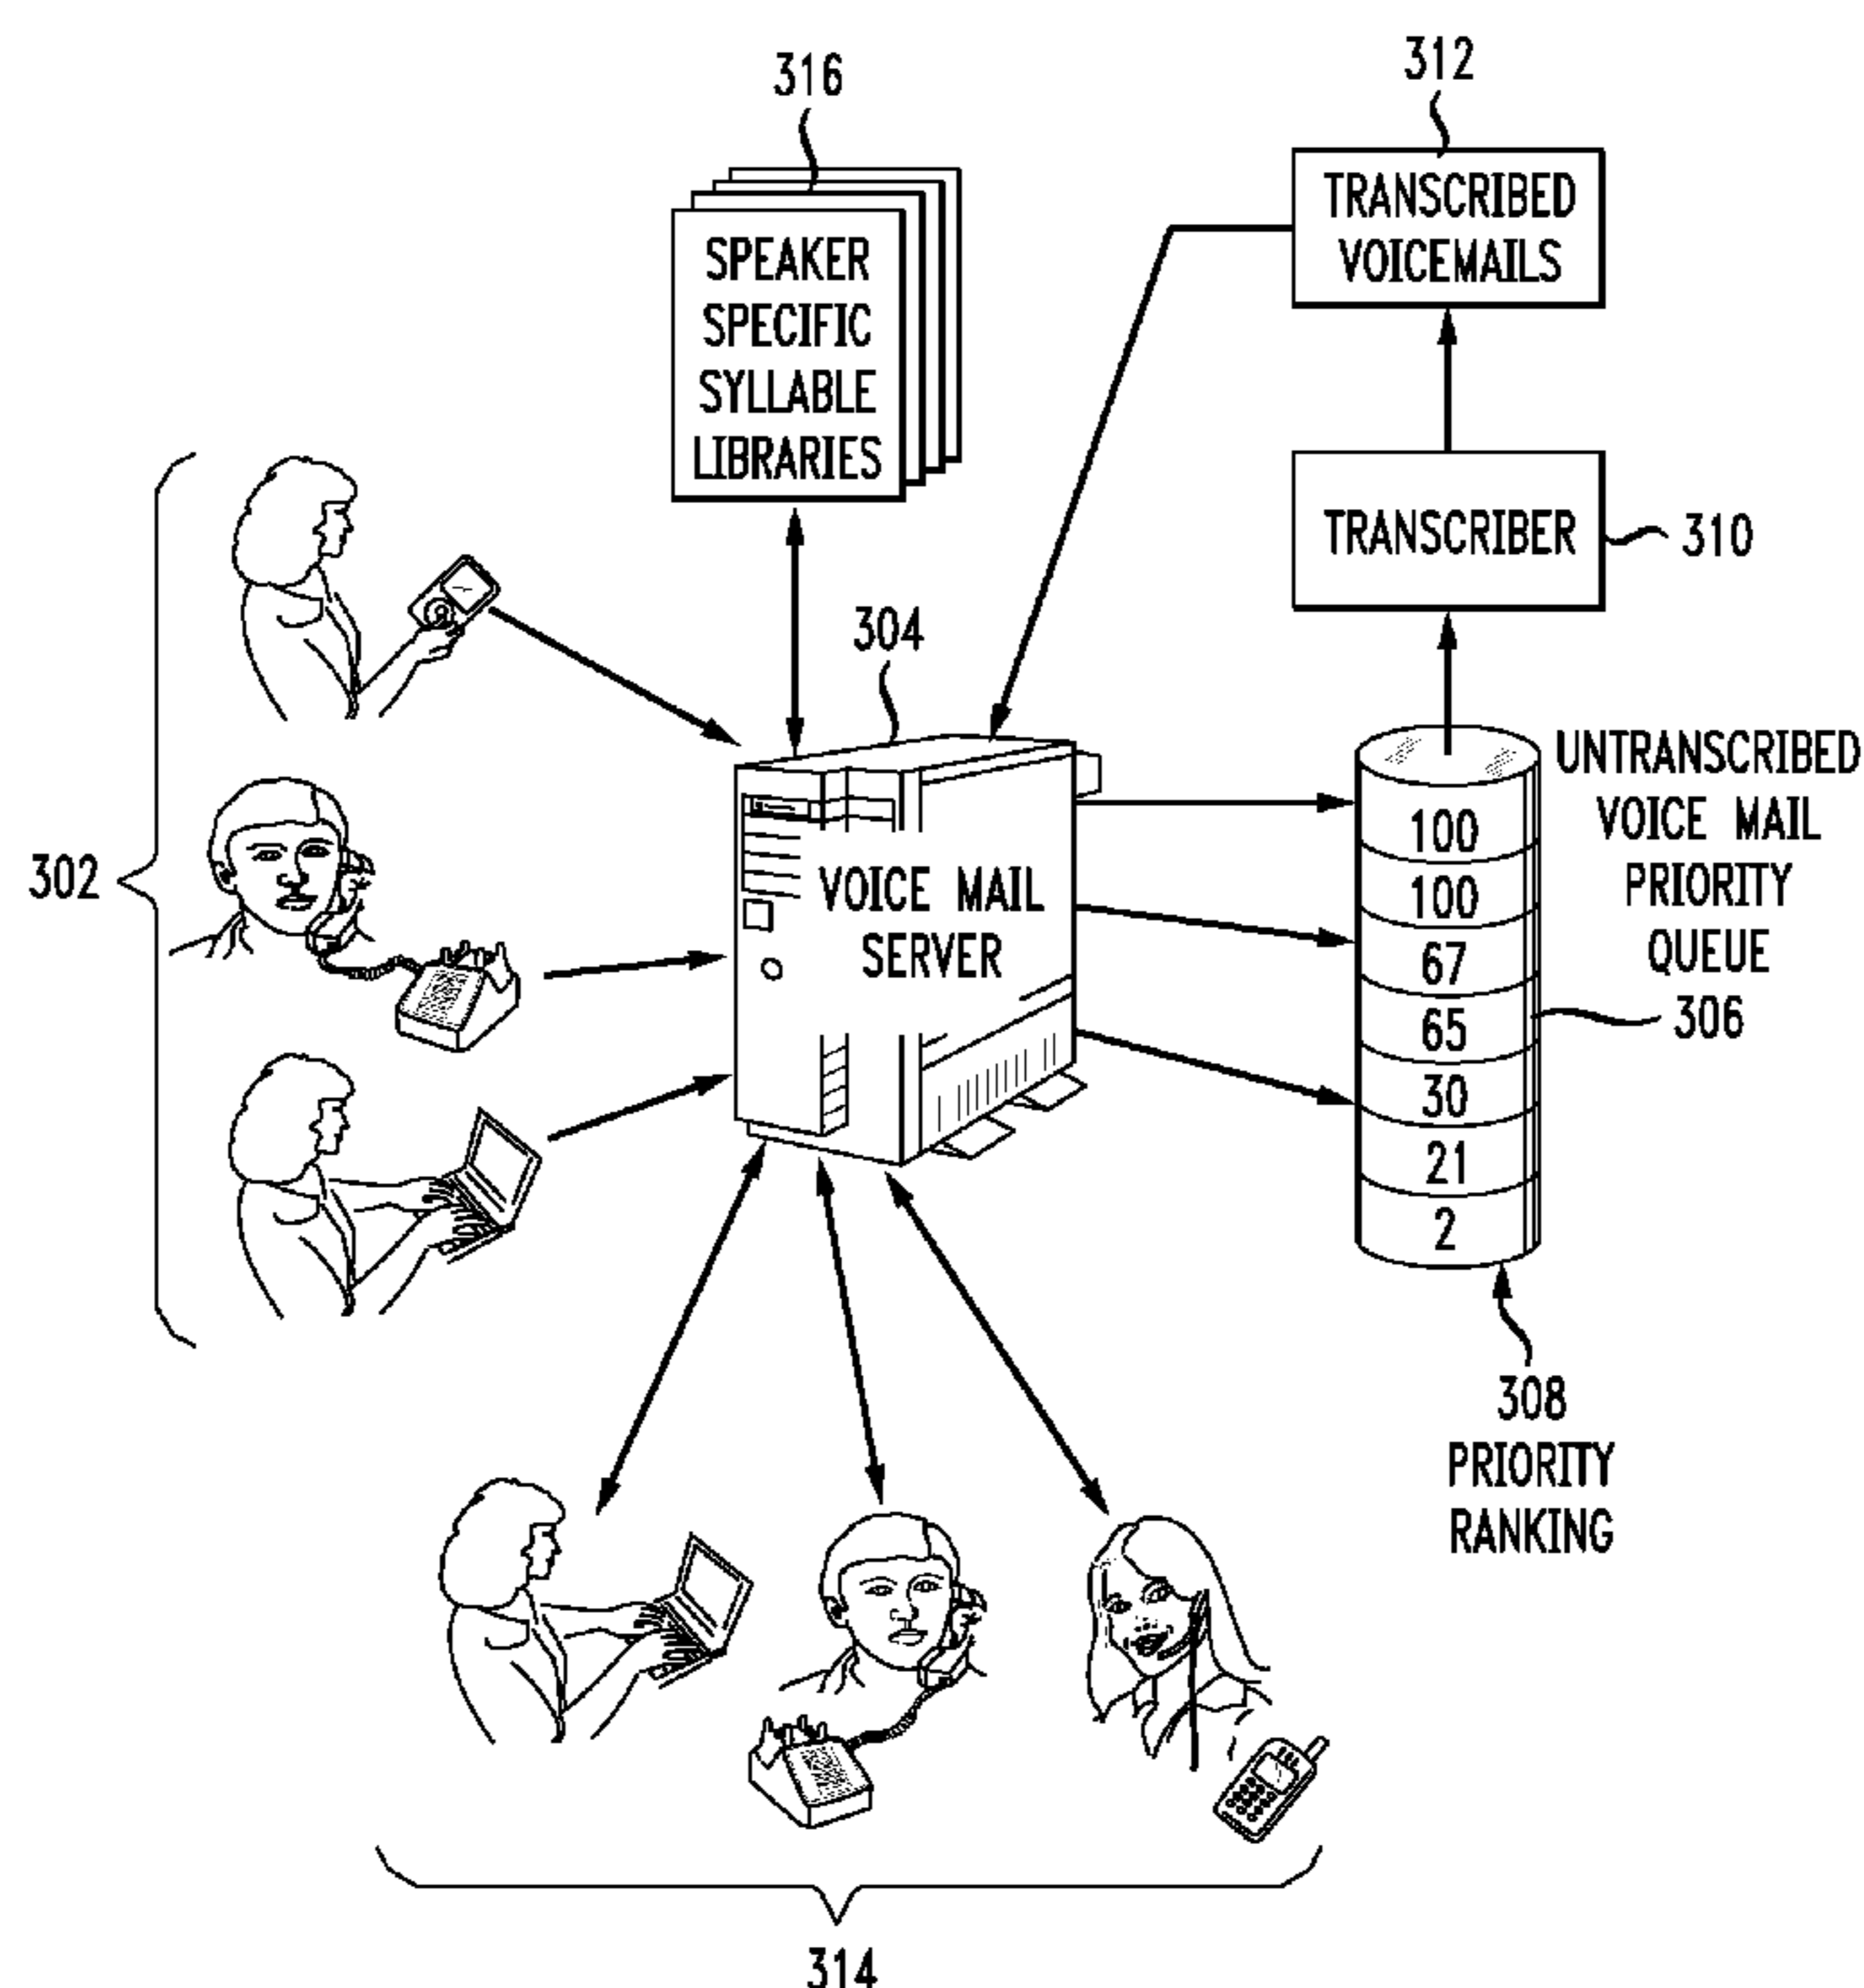 316
312
SPEAKER
SPECIFIC
SYLLABLE
LIBRARIES
TRANSCRIBED
VOICEMAILS
TRANSCRIBER
310
304
302
VOICE MAIL
SERVER
UNTRANSCRIBED
VOICE MAIL
PRIORITY
QUEUE
306
100
100
67
65
30
21
2
308
PRIORITY
RANKING
314